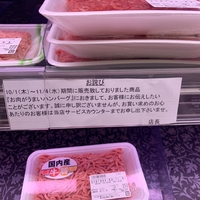 お詫び
10/1(木)～11/4(水)期間に販売致しておりました商品
『お肉がうまいハンバーグ』におきまして、お客様にお伝えしたい
ことがございます。誠に申し訳ございませんが、お買い求めのお心
あたりのお客様は当店サービスカウンターまでお申し出下さいませ。
店長
国内産